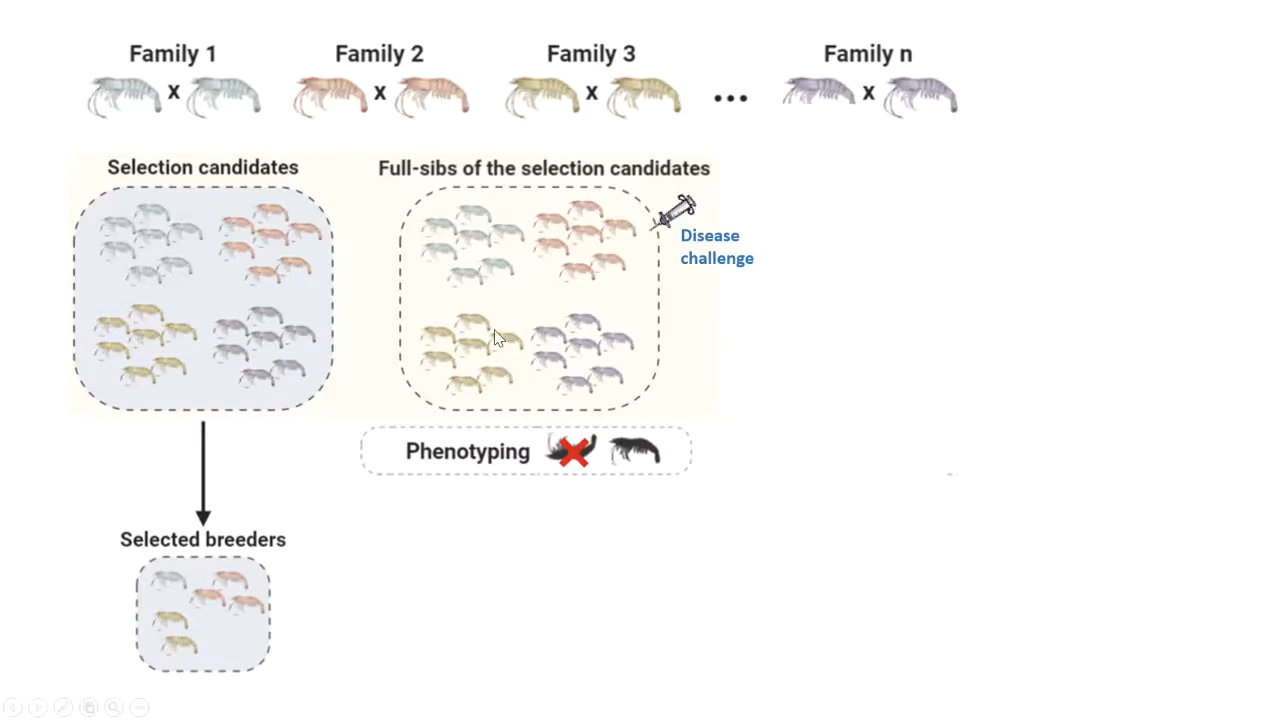 Family 1
Family 2
Family 3
Family n
x
x
x
...
x
Selection candidates
Full-sibs of the selection candidates
Disease
challenge
Phenotyping
Selected breeders